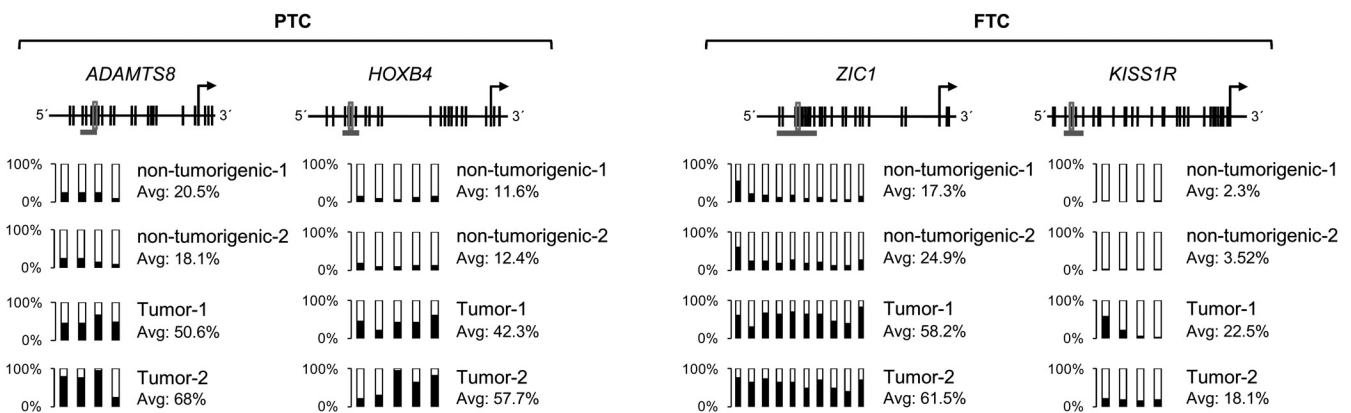 PTC
FTC
ADAMTS8
HOXB4
ZIC1
KISS1R
5´ 3´
5´ 3´
5´ 3´
5´ 3´
100%
0%
non-tumorigenic-1
Avg: 20.5%
100%
0%
non-tumorigenic-1
Avg: 11.6%
100%
0%
non-tumorigenic-1
Avg: 17.3%
100%
0%
non-tumorigenic-1
Avg: 2.3%
100%
0%
non-tumorigenic-2
Avg: 18.1%
100%
0%
non-tumorigenic-2
Avg: 12.4%
100%
0%
non-tumorigenic-2
Avg: 24.9%
100%
0%
non-tumorigenic-2
Avg: 3.52%
100%
0%
Tumor-1
Avg: 50.6%
100%
0%
Tumor-1
Avg: 42.3%
100%
0%
Tumor-1
Avg: 58.2%
100%
0%
Tumor-1
Avg: 22.5%
100%
0%
Tumor-2
Avg: 68%
100%
0%
Tumor-2
Avg: 57.7%
100%
0%
Tumor-2
Avg: 61.5%
100%
0%
Tumor-2
Avg: 18.1%